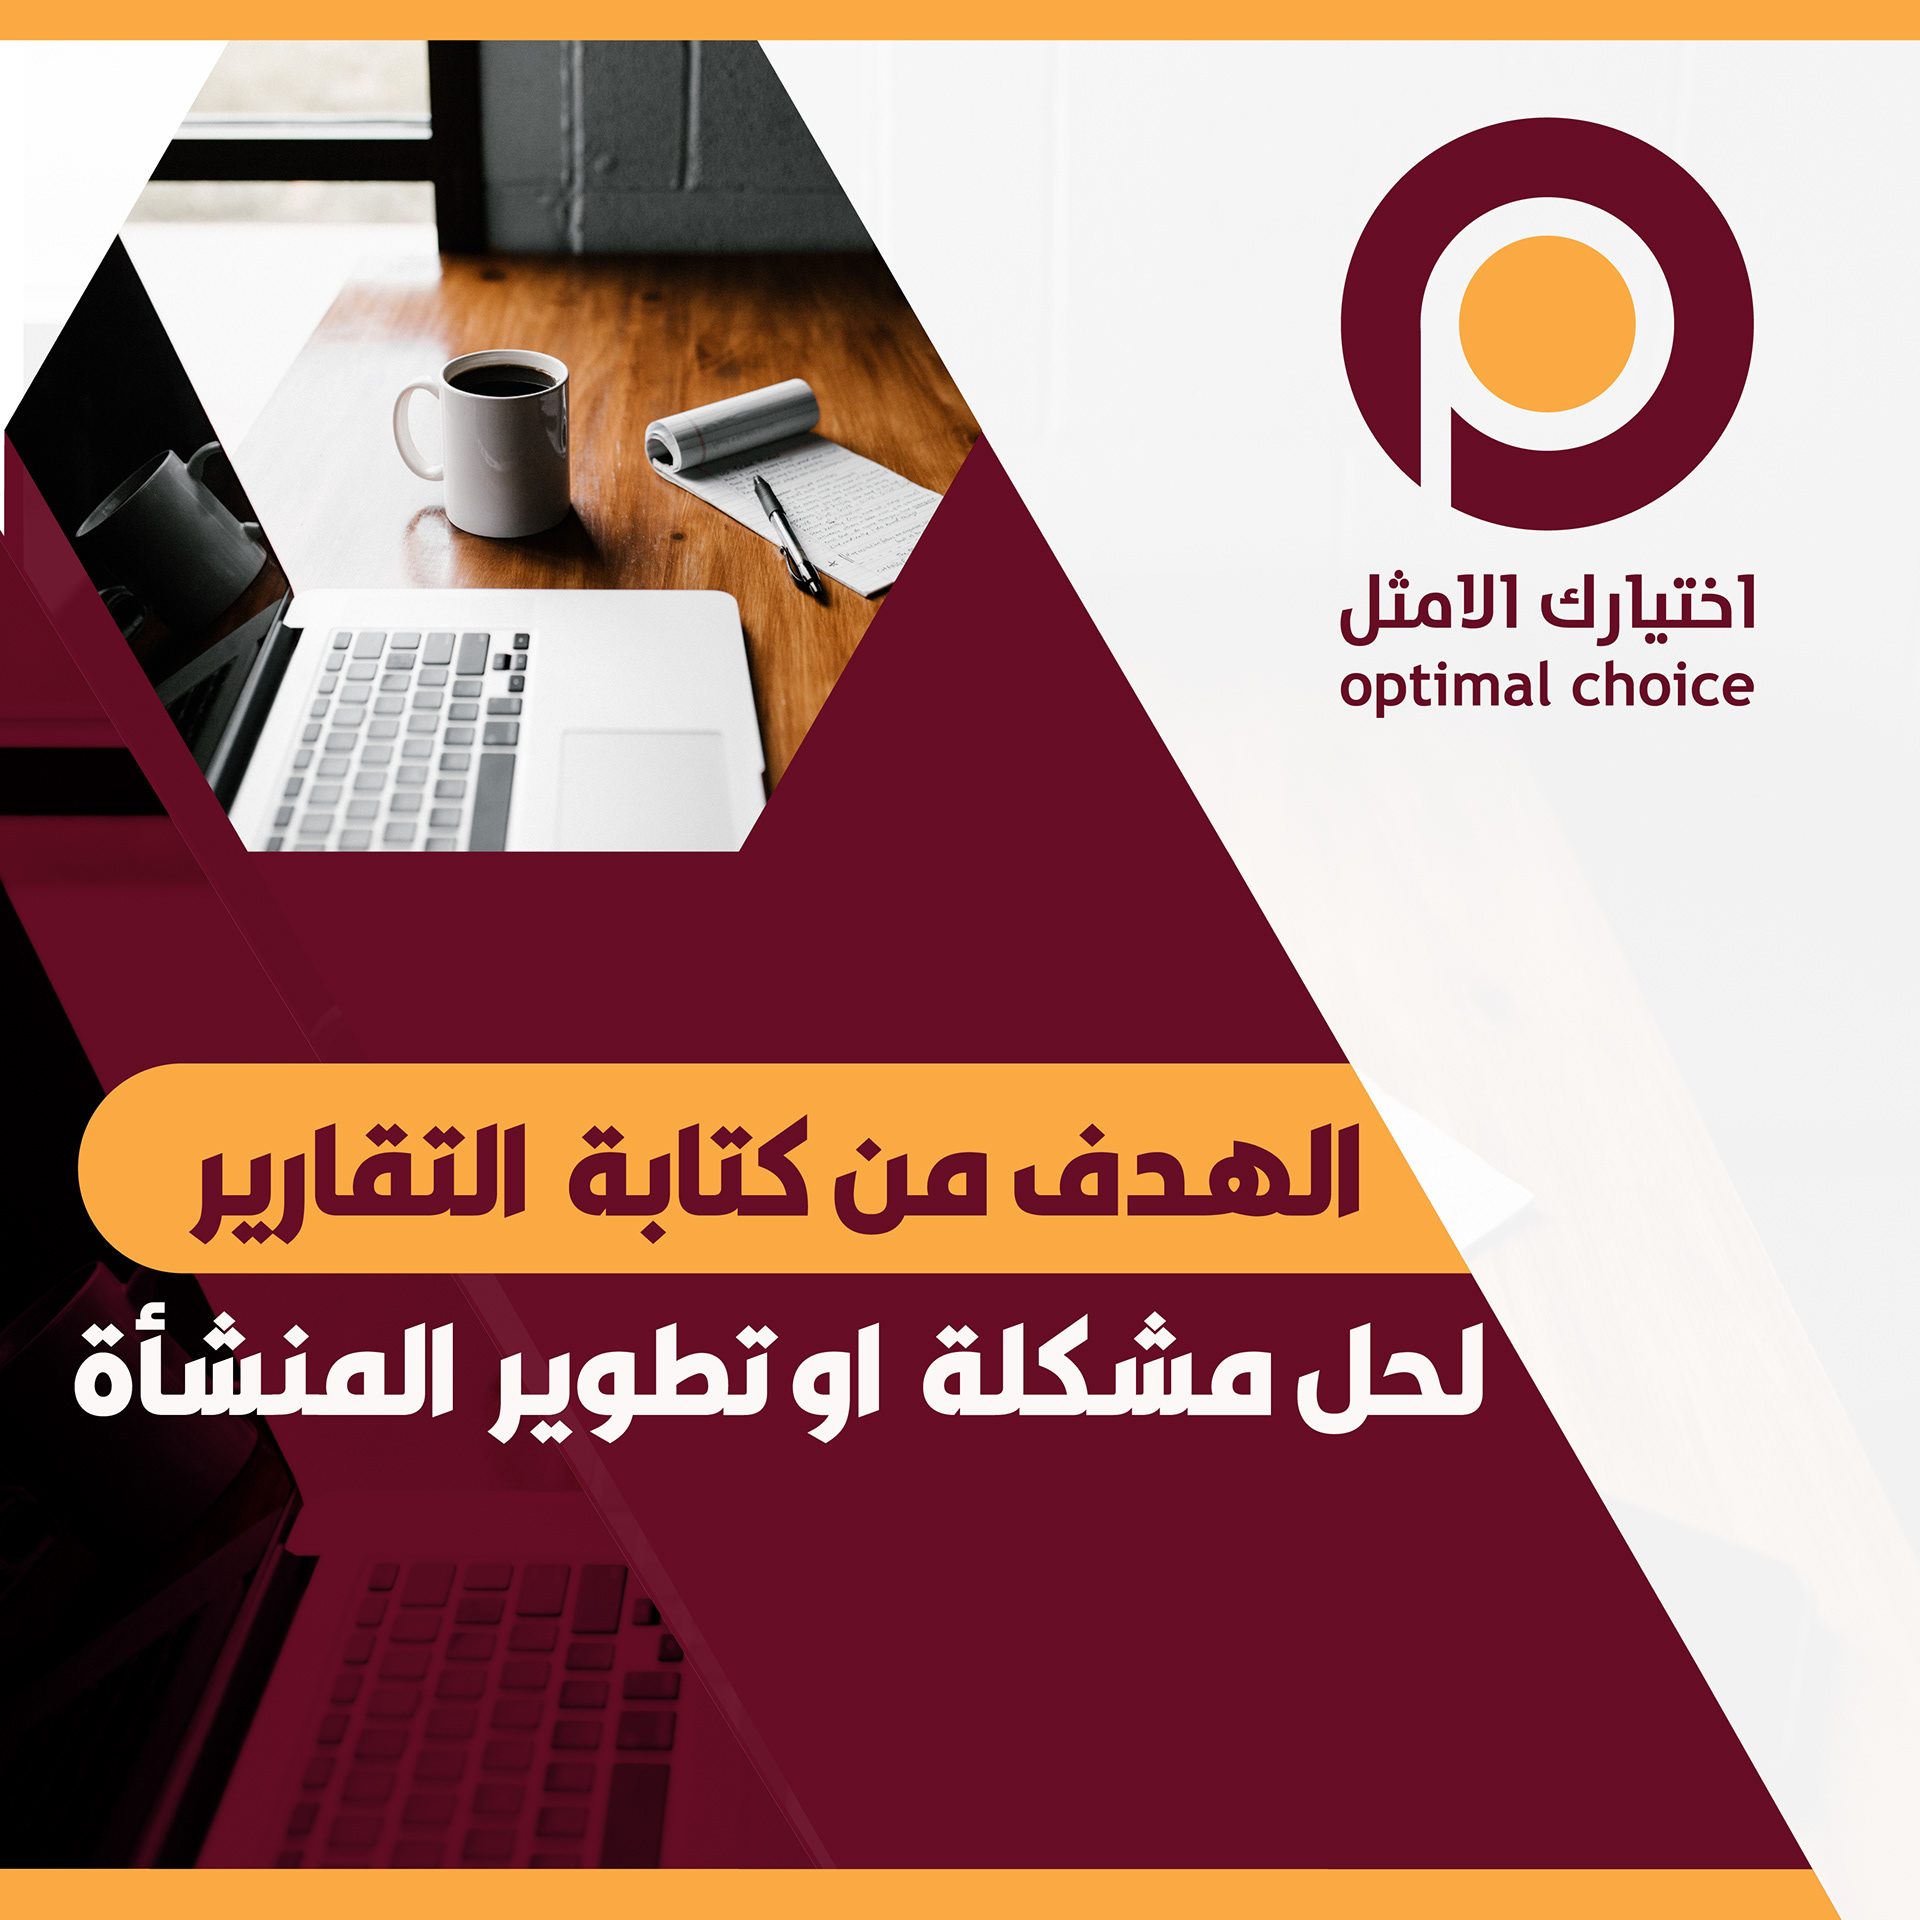 اختيارك الامثل
optimal choice
الهدف من كتابة التقارير
لحل مشكلة او تطوير المنشأة